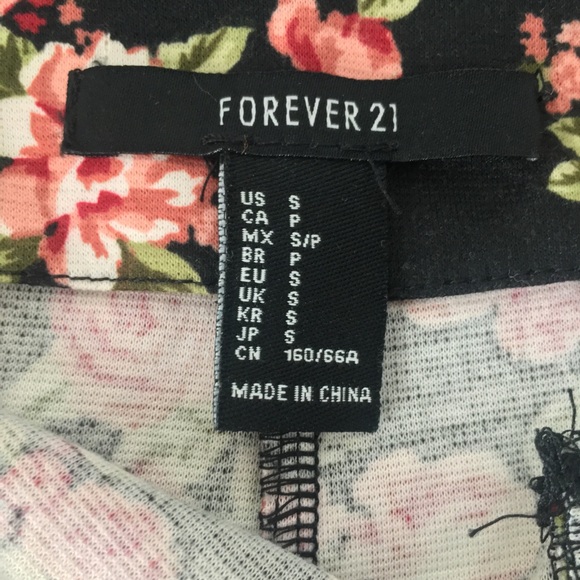 FOREVER 21
US S
CA P
MX S/P
BR P
EU S
UK S
KR S
JP S
CN 160/66A
MADE IN CHINA